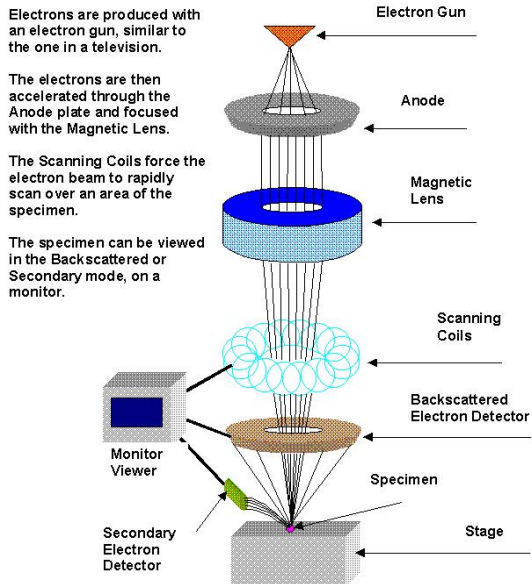 Electrons are produced with
an electron gun, similar to
the one in a television.
The electrons are then
accelerated through the
Anode plate and focused
with the Magnetic Lens.
The Scanning Coils force the
electron beam to rapidly
scan over an area of the
specimen.
The specimen can be viewed
in the Backscattered or
Secondary mode, on a
monitor.
Electron Gun
Anode
Magnetic
Lens
Scanning
Coils
Backscattered
Electron Detector
Monitor
Viewer
Specimen
Secondary
Electron
Detector
Stage